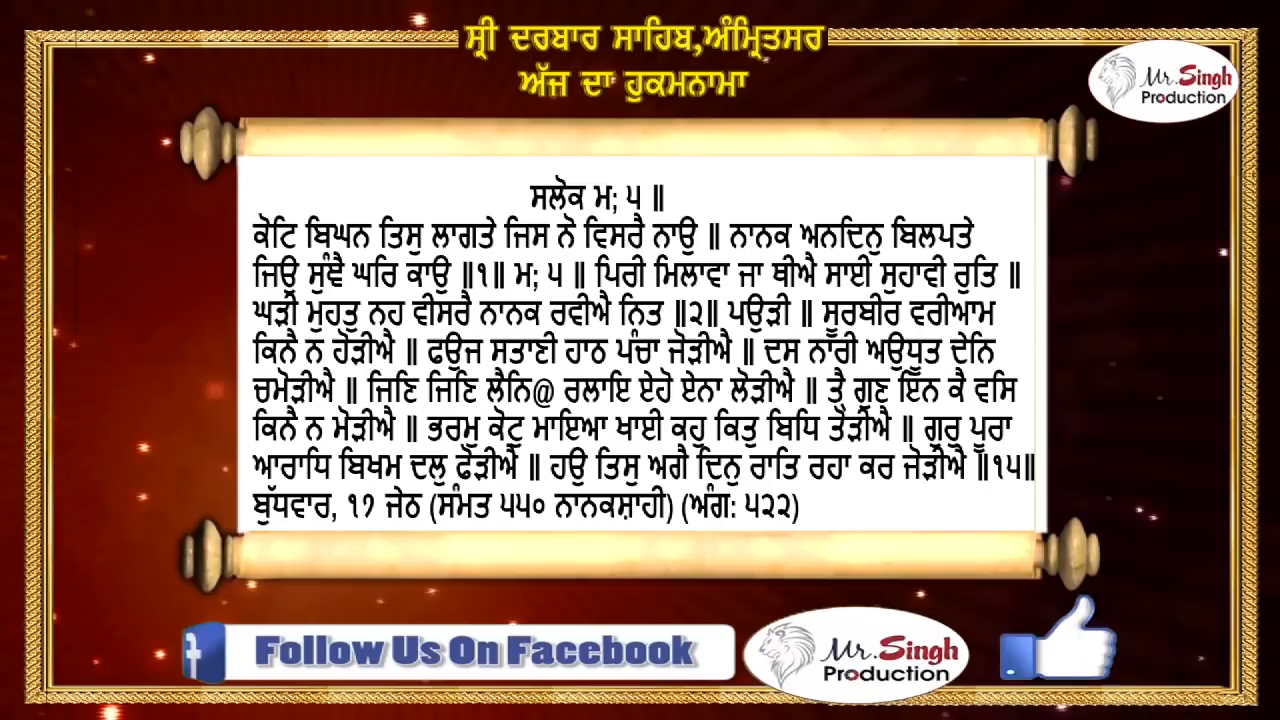 ਸ੍ਰੀ ਦਰਬਾਰ ਸਾਹਿਬ,ਅੰਮ੍ਰਿਤਸਰ
ਅੱਜ ਦਾ ਹੁਕਮਨਾਮਾ
Mr.Singh
Production
ਸਲੋਕ ਮ; ੫ ॥
ਕੋਟਿ ਬਿਘਨ ਤਿਸੁ ਲਾਗਤੇ ਜਿਸ ਨੋ ਵਿਸਰੈ ਨਾਉ ॥ ਨਾਨਕ ਅਨਦਿਨੁ ਬਿਲਪਤੇ
ਜਿਉ ਸੁੰਞੈ ਘਰਿ ਕਾਉ ॥੧॥ ਮ; ੫ ॥ ਪਿਰੀ ਮਿਲਾਵਾ ਜਾ ਥੀਐ ਸਾਈ ਸੁਹਾਵੀ ਰੁਤਿ ॥
ਘੜੀ ਮੁਹਤੁ ਨਹ ਵੀਸਰੈ ਨਾਨਕ ਰਵੀਐ ਨਿਤ ॥੨॥ ਪਉੜੀ ॥ ਸੂਰਬੀਰ ਵਰੀਆਮ
ਕਿਨੈ ਨ ਹੋੜੀਐ ॥ ਫਉਜ ਸਤਾਣੀ ਹਾਠ ਪੰਚਾ ਜੋੜੀਐ ॥ ਦਸ ਨਾਰੀ ਅਉਧੂਤ ਦੇਨਿ
ਚਮੋੜੀਐ ॥ ਜਿਣਿ ਜਿਣਿ ਲੈਨਿ@ ਰਲਾਇ ਏਹੋ ਏਨਾ ਲੋੜੀਐ ॥ ਤ੍ਰੈ ਗੁਣ ਇਨ ਕੈ ਵਸਿ
ਕਿਨੈ ਨ ਮੋੜੀਐ ॥ ਭਰਮੁ ਕੋਟੁ ਮਾਇਆ ਖਾਈ ਕਹੁ ਕਿਤੁ ਬਿਧਿ ਤੋੜੀਐ ॥ ਗੁਰੁ ਪੂਰਾ
ਆਰਾਧਿ ਬਿਖਮ ਦਲੁ ਫੋੜੀਐ ॥ ਹਉ ਤਿਸੁ ਅਗੈ ਦਿਨੁ ਰਾਤਿ ਰਹਾ ਕਰ ਜੋੜੀਐ ॥੧੫॥
ਬੁੱਧਵਾਰ, ੧੭ ਜੇਠ (ਸੰਮਤ ੫੫੦ ਨਾਨਕਸ਼ਾਹੀ) (ਅੰਗ: ੫੨੨)
f Follow Us On Facebook
Mr.Singh
Production